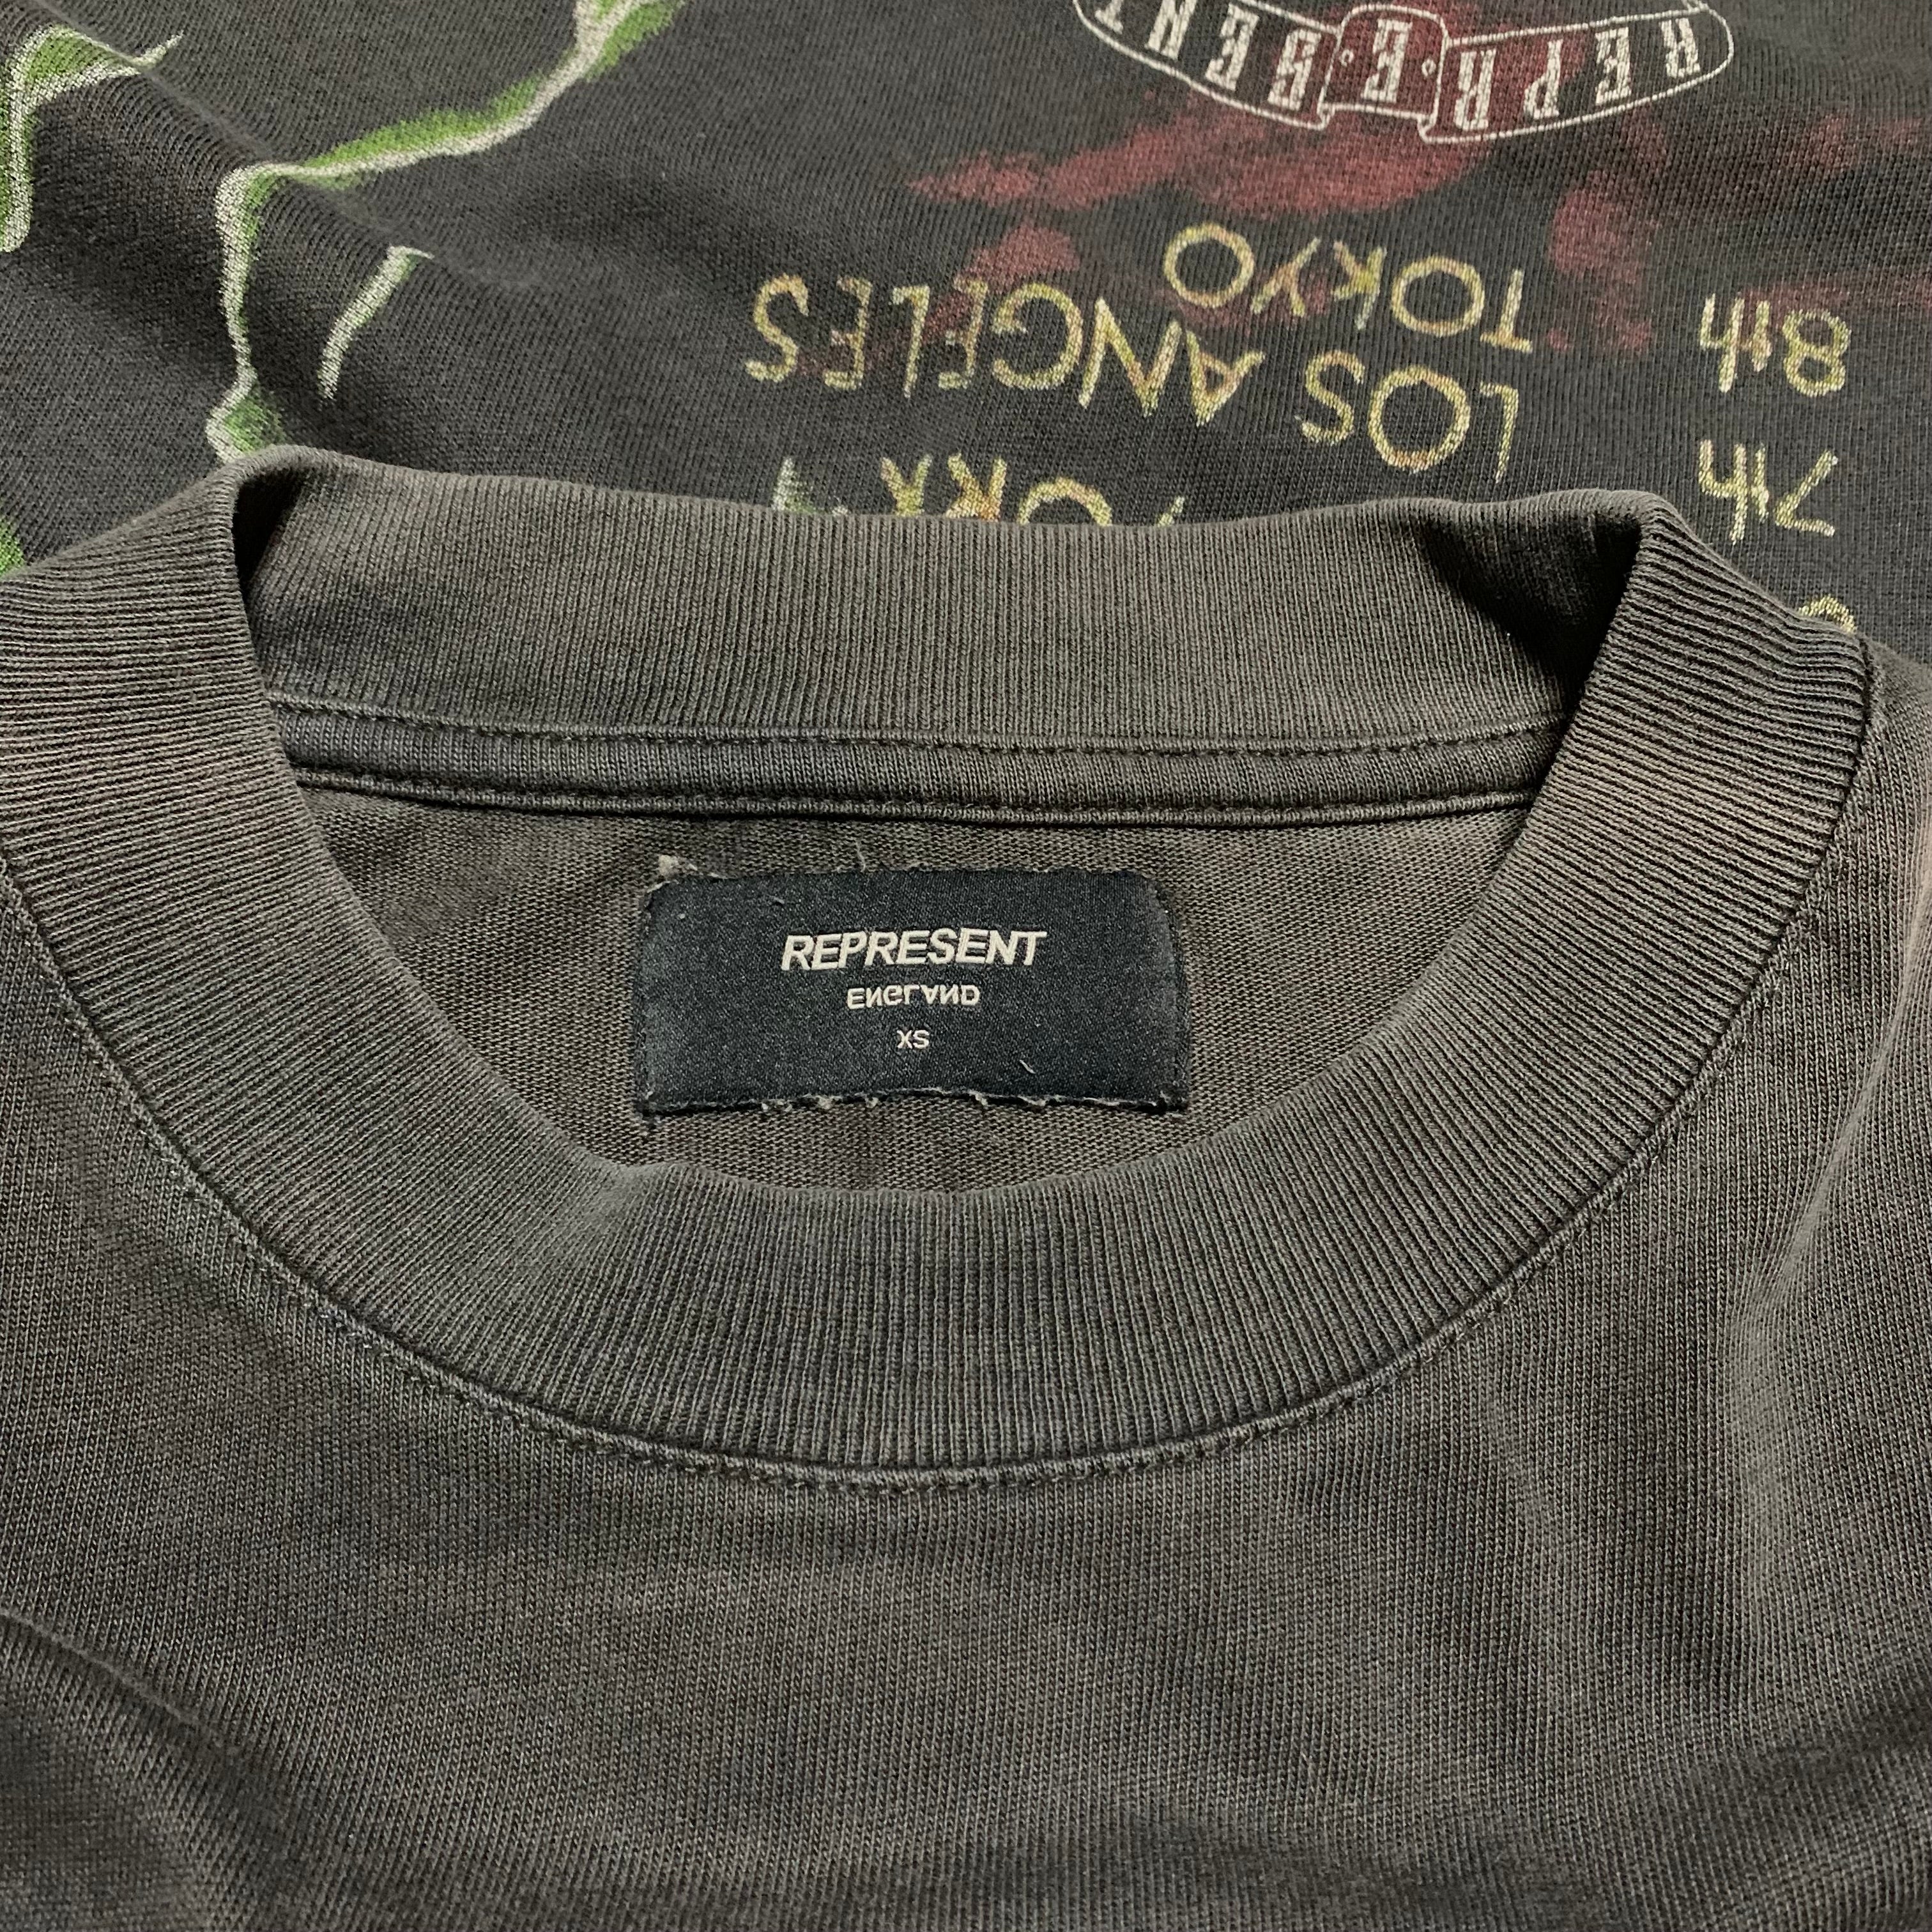 REPRESENT
8th TOKYO
7th LOS ANGELES
REPRESENT
ENGLAND
XS